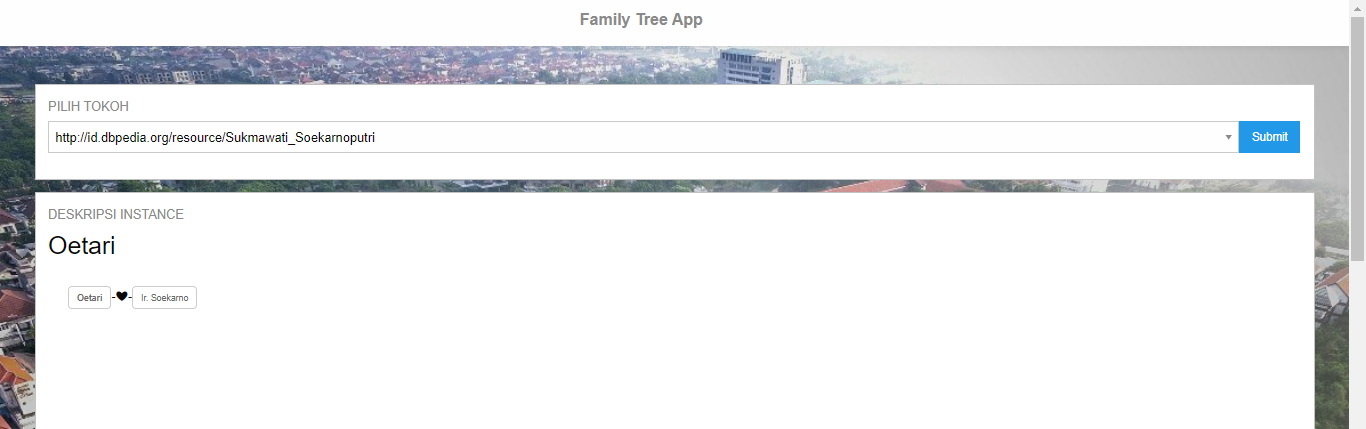 Family Tree App
PILIH TOKOH
http://id.dbpedia.org/resource/Sukmawati_Soekarnoputri
Submit
DESKRIPSI INSTANCE
Oetari
Oetari -♥- Ir. Soekarno